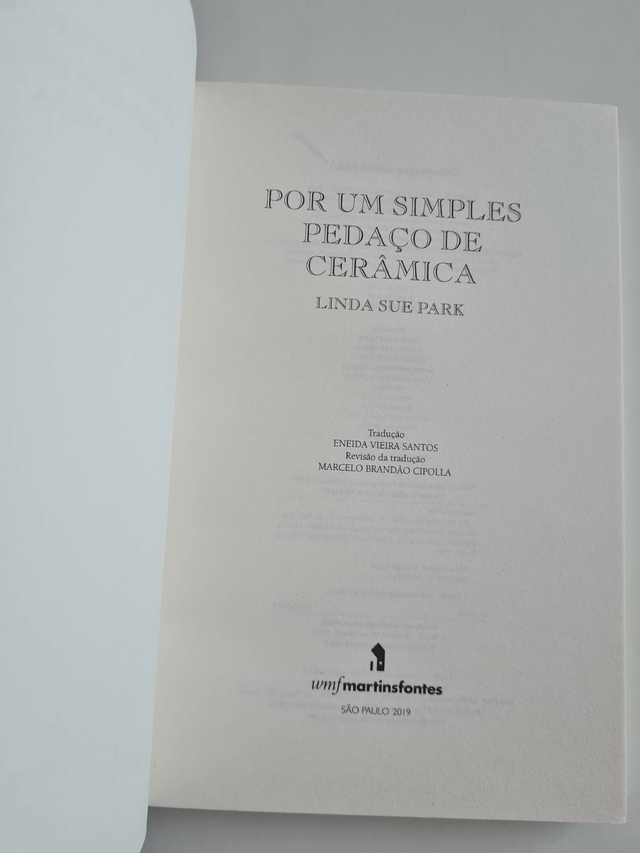 POR UM SIMPLES
PEDAÇO DE
CERÂMICA
LINDA SUE PARK
Tradução
ENEIDA VIEIRA SANTOS
Revisão da tradução
MARCELO BRANDÃO CIPOLLA
wmfmartinsfontes
SÃO PAULO 2019